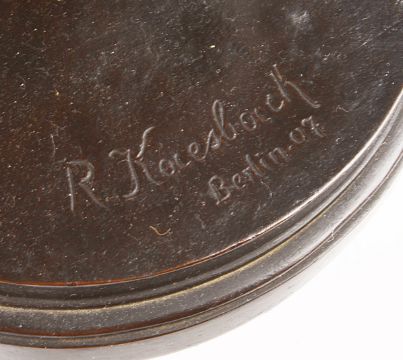 R. Kaesbach
Berlin. 07